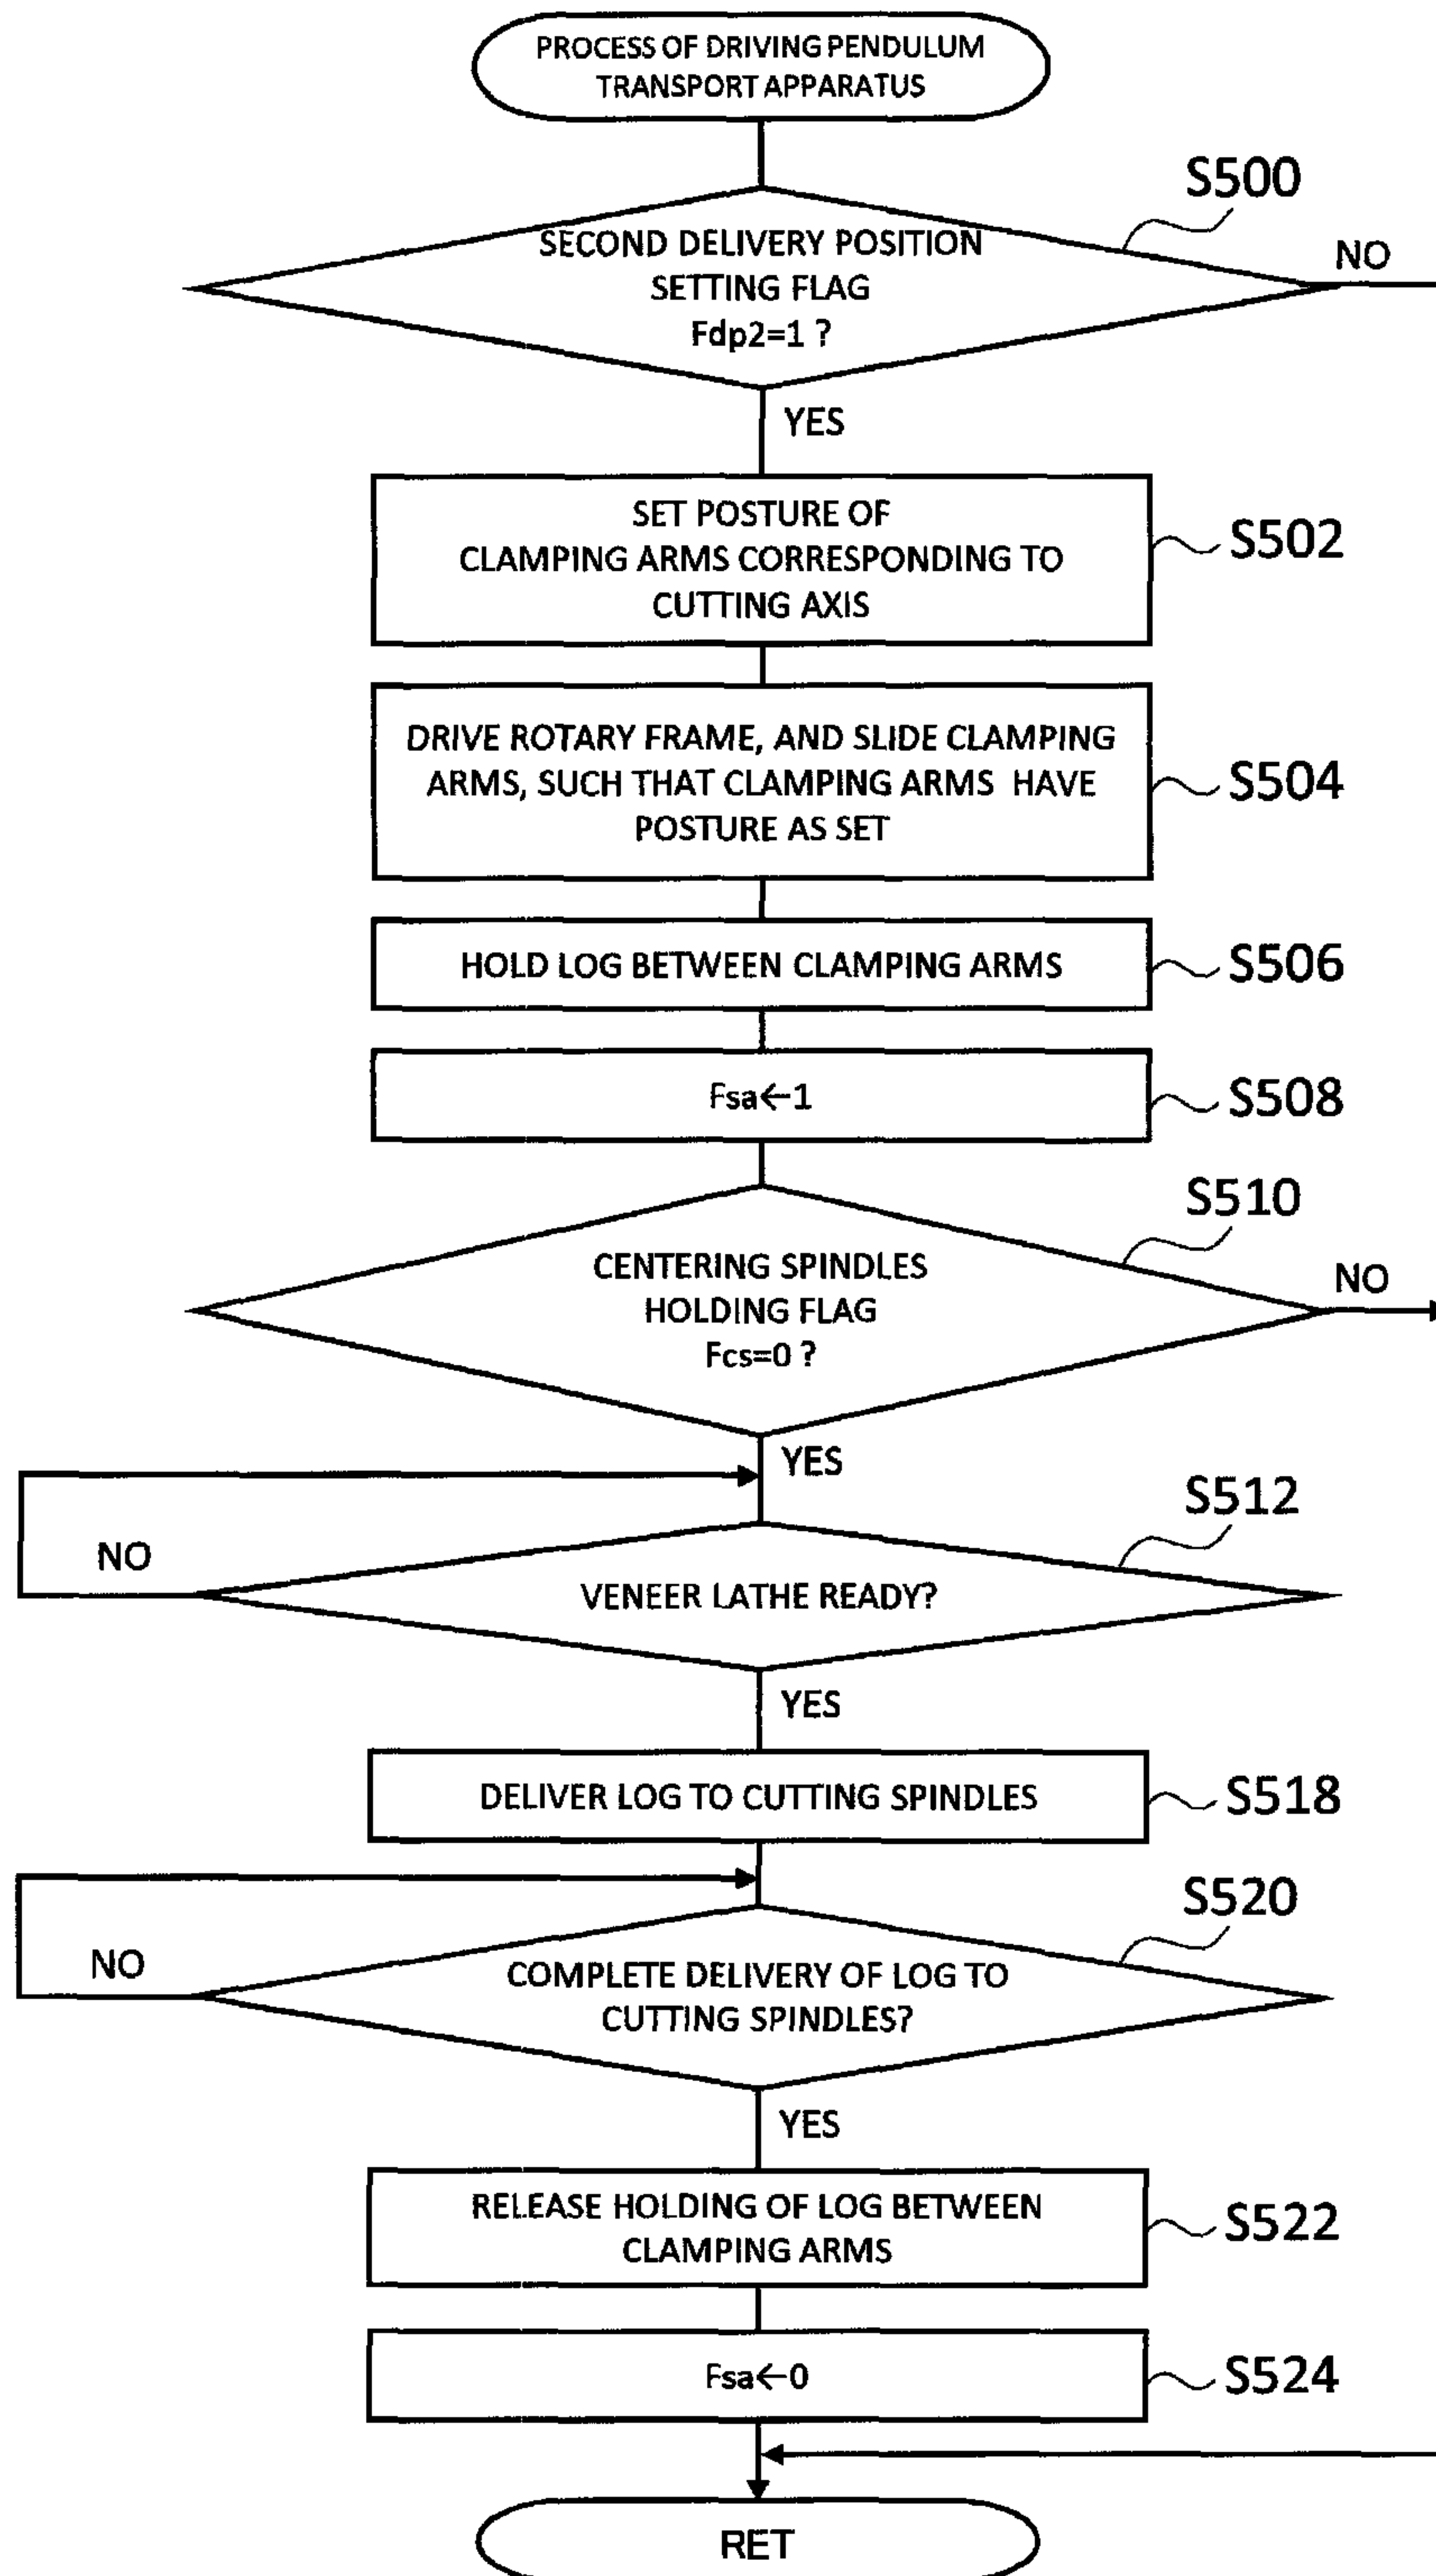 PROCESS OF DRIVING PENDULUM
TRANSPORT APPARATUS
S500
SECOND DELIVERY POSITION
SETTING FLAG
Fdp2=1 ?
NO
YES
SET POSTURE OF
CLAMPING ARMS CORRESPONDING TO
CUTTING AXIS
S502
DRIVE ROTARY FRAME, AND SLIDE CLAMPING
ARMS, SUCH THAT CLAMPING ARMS HAVE
POSTURE AS SET
S504
HOLD LOG BETWEEN CLAMPING ARMS
S506
Fsa←1
S508
S510
CENTERING SPINDLES
HOLDING FLAG
Fcs=0 ?
NO
YES
S512
NO
VENEER LATHE READY?
YES
DELIVER LOG TO CUTTING SPINDLES
S518
S520
NO
COMPLETE DELIVERY OF LOG TO
CUTTING SPINDLES?
YES
RELEASE HOLDING OF LOG BETWEEN
CLAMPING ARMS
S522
Fsa←0
S524
RET